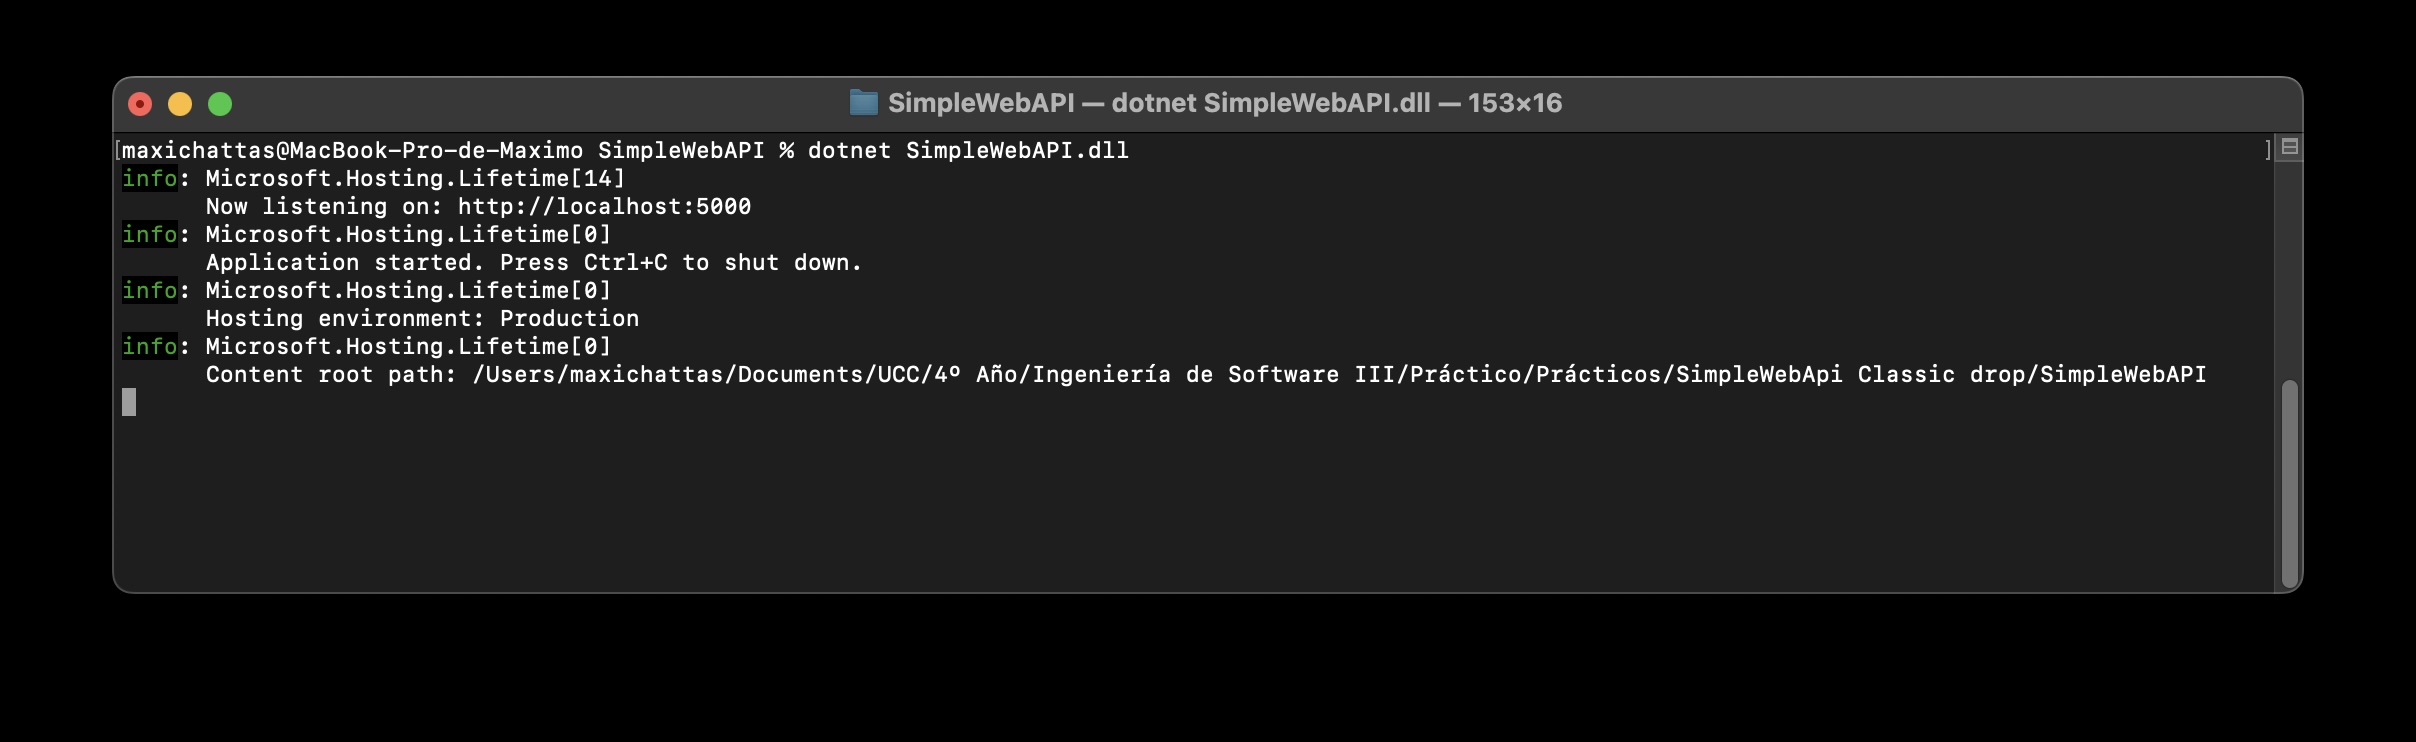 SimpleWebAPI — dotnet SimpleWebAPI.dll — 153×16
[maxichattas@MacBook-Pro-de-Maximo SimpleWebAPI % dotnet SimpleWebAPI.dll ]
info: Microsoft.Hosting.Lifetime[14]
      Now listening on: http://localhost:5000
info: Microsoft.Hosting.Lifetime[0]
      Application started. Press Ctrl+C to shut down.
info: Microsoft.Hosting.Lifetime[0]
      Hosting environment: Production
info: Microsoft.Hosting.Lifetime[0]
      Content root path: /Users/maxichattas/Documents/UCC/4º Año/Ingeniería de Software III/Práctico/Prácticos/SimpleWebApi Classic drop/SimpleWebAPI